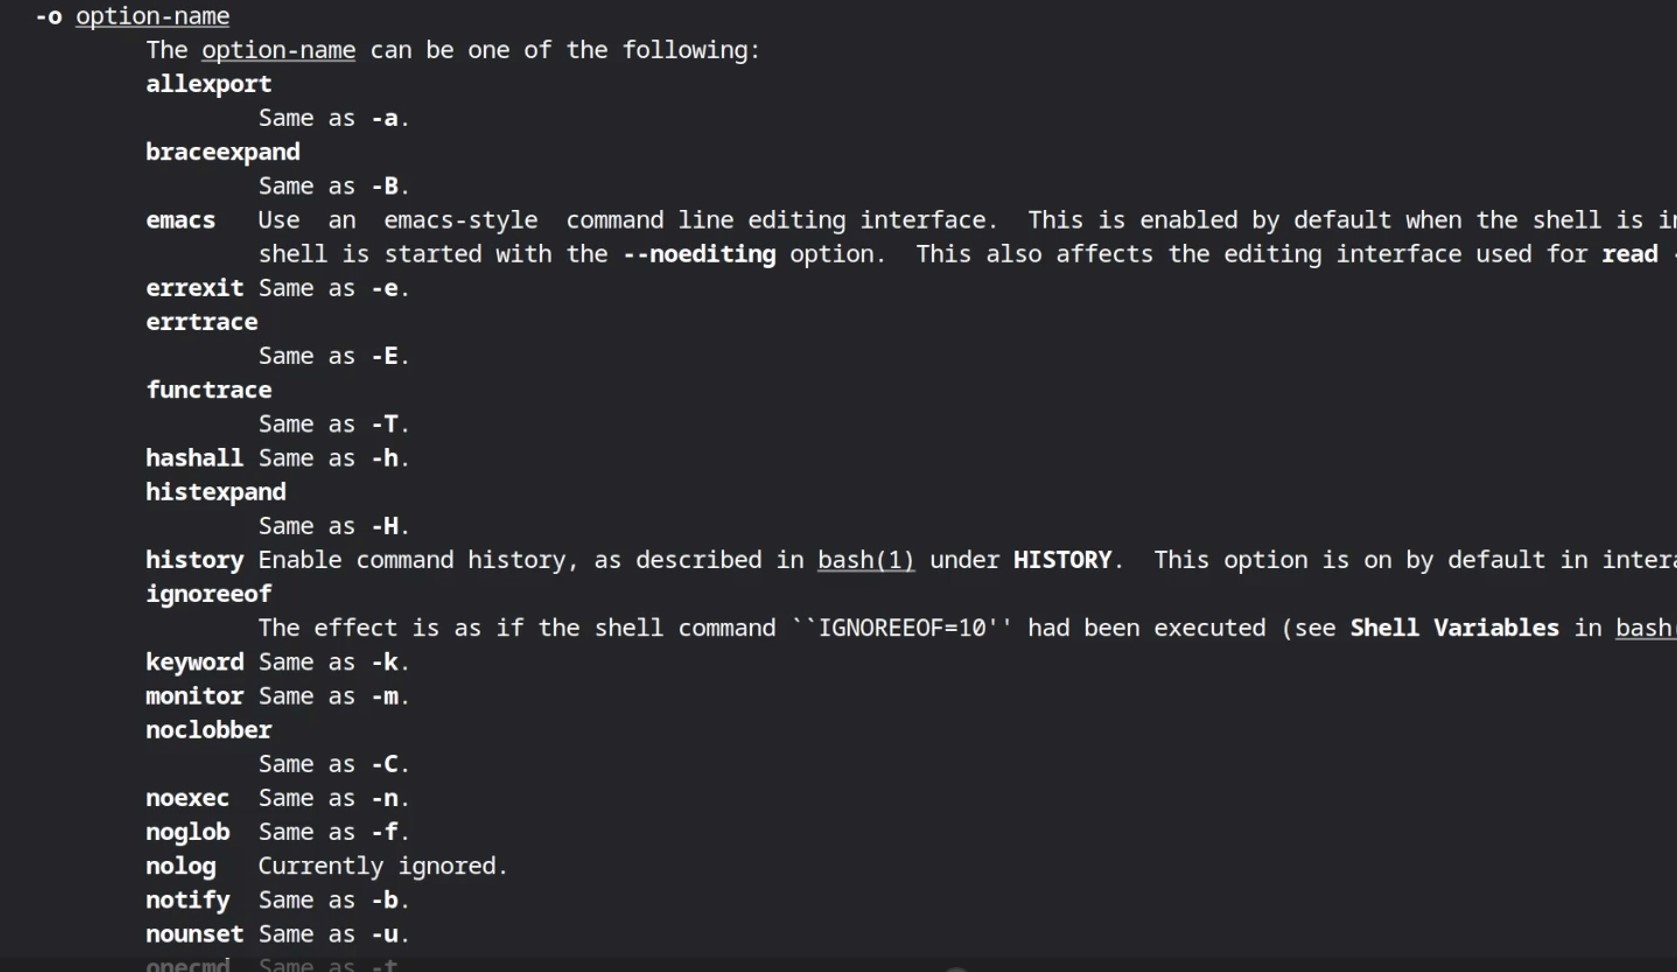 -o option-name
The option-name can be one of the following:
allexport
Same as -a.
braceexpand
Same as -B.
emacs Use an emacs-style command line editing interface. This is enabled by default when the shell is
shell is started with the --noediting option. This also affects the editing interface used for read
errexit Same as -e.
errtrace
Same as -E.
functrace
Same as -T.
hashall Same as -h.
histexpand
Same as -H.
history Enable command history, as described in bash(1) under HISTORY. This option is on by default in
ignoreeof
The effect is as if the shell command ``IGNOREEOF=10'' had been executed (see Shell Variables in bash
keyword Same as -k.
monitor Same as -m.
noclobber
Same as -C.
noexec Same as -n.
noglob Same as -f.
nolog Currently ignored.
notify Same as -b.
nounset Same as -u.
onecmd Same as -t